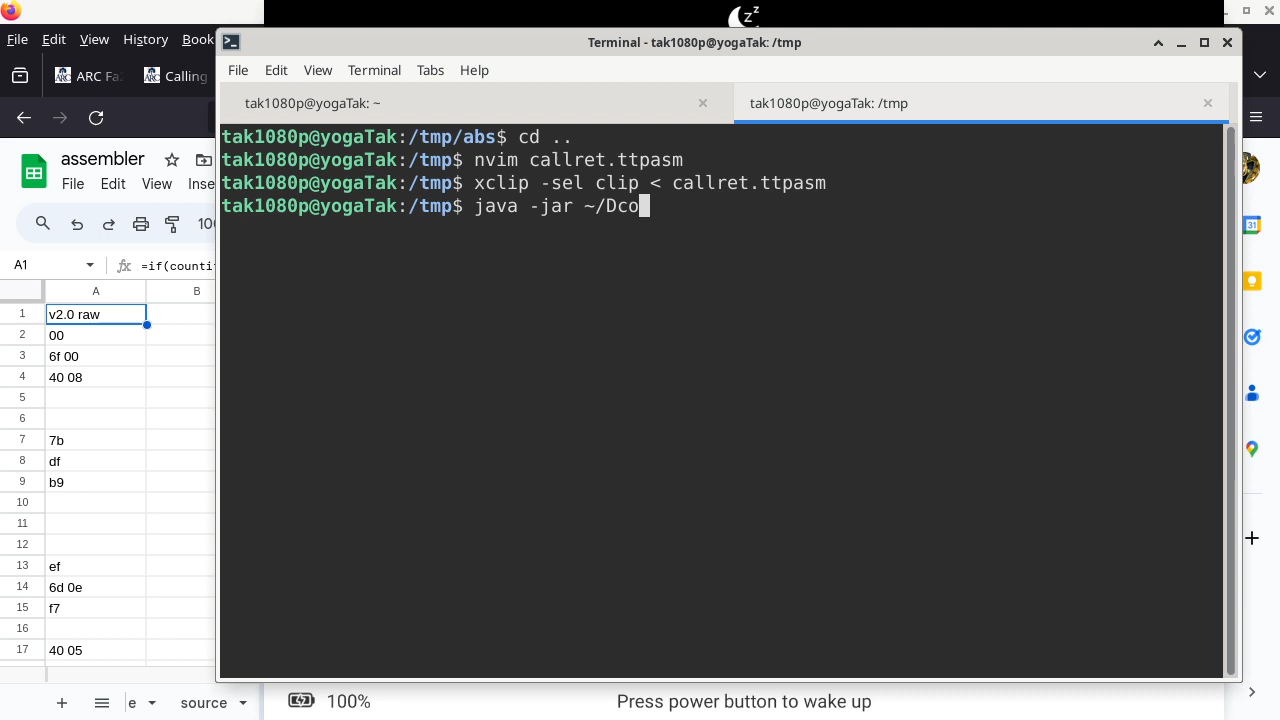 z z
Terminal - tak1080p@yogaTak: /tmp
File Edit View History Book
File Edit View Terminal Tabs Help
ARC Fa
Calling
tak1080p@yogaTak: ~
tak1080p@yogaTak: /tmp
tak1080p@yogaTak:/tmp/abs$ cd ..
tak1080p@yogaTak:/tmp$ nvim callret.ttpasm
tak1080p@yogaTak:/tmp$ xclip -sel clip < callret.ttpasm
tak1080p@yogaTak:/tmp$ java -jar ~/Dco
assembler
File Edit View Inse
100
A1
fx =if(counti
A B
1 v2.0 raw
2 00
3 6f 00
4 40 08
5
6
7 7b
8 df
9 b9
10
11
12
13 ef
14 6d 0e
15 f7
16
17 40 05
31
e
source
100%
Press power button to wake up